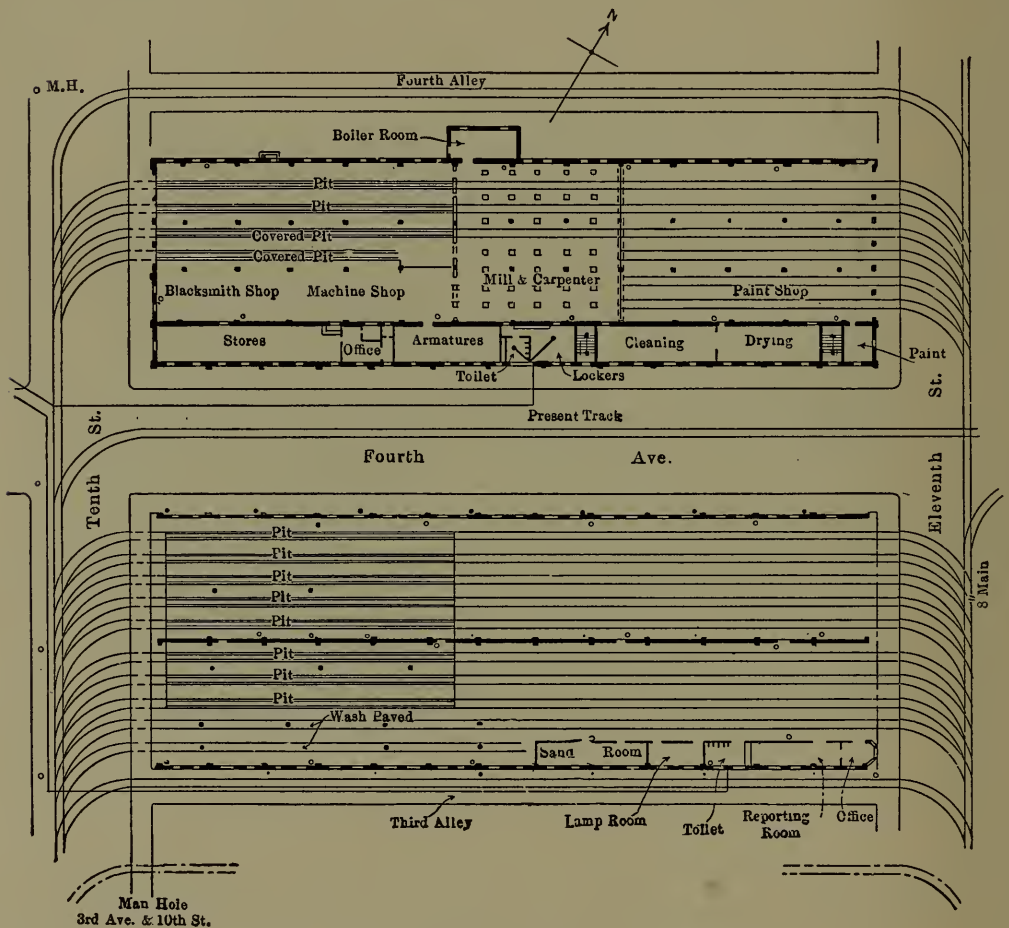 N
Fourth Alley
M.H.
Boiler Room
Pit
Pit
Covered Pit
Covered Pit
Mill & Carpenter
Blacksmith Shop
Machine Shop
Paint Shop
Stores
Office
Armatures
Cleaning
Drying
Paint
Toilet
Lockers
Present Track
Tenth St.
Fourth Ave.
Eleventh St.
Pit
Pit
Pit
Pit
Pit
Pit
Pit
Pit
8" Main
Wash Paved
Sand Room
Third Alley
Lamp Room
Toilet
Reporting
Room
Office
Man Hole
3rd Ave. & 10th St.